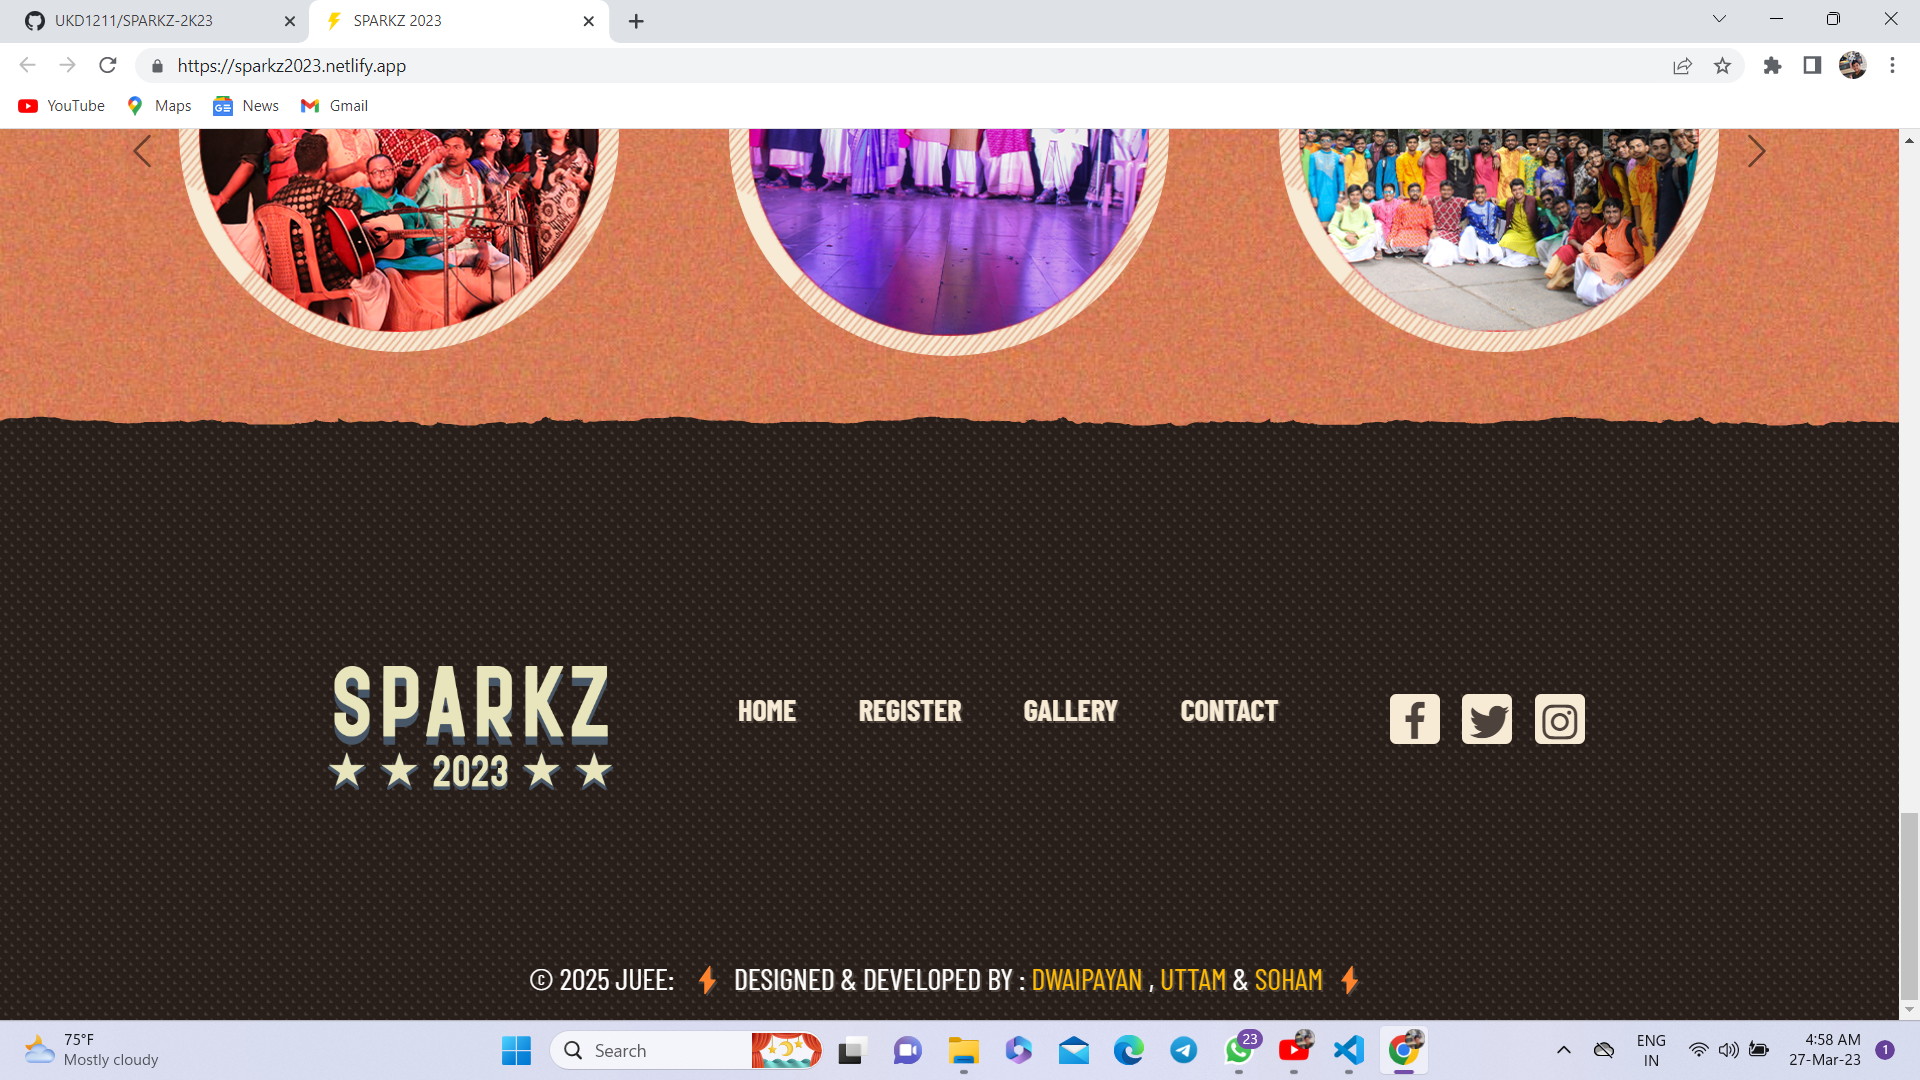 UKD1211/SPARKZ-2K23
SPARKZ 2023
https://sparkz2023.netlify.app
YouTube Maps News Gmail
SPARKZ
2023
HOME REGISTER GALLERY CONTACT
© 2025 JUEE: DESIGNED & DEVELOPED BY : DWAIPAYAN , UTTAM & SOHAM
75°F
Mostly cloudy
Search
23
ENG
IN
4:58 AM
27-Mar-23
1